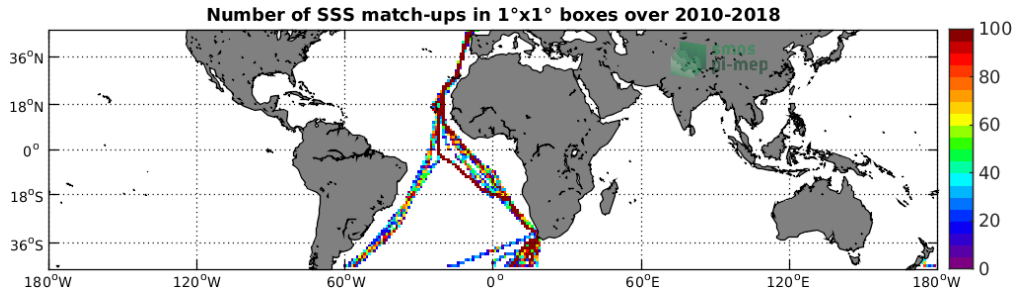 Number of SSS match-ups in 1°x1° boxes over 2010-2018
36°N
18°N
0°
18°S
36°S
180°W 120°W 60°W 0° 60°E 120°E 180°W
smos
pi-mep
100
80
60
40
20
0